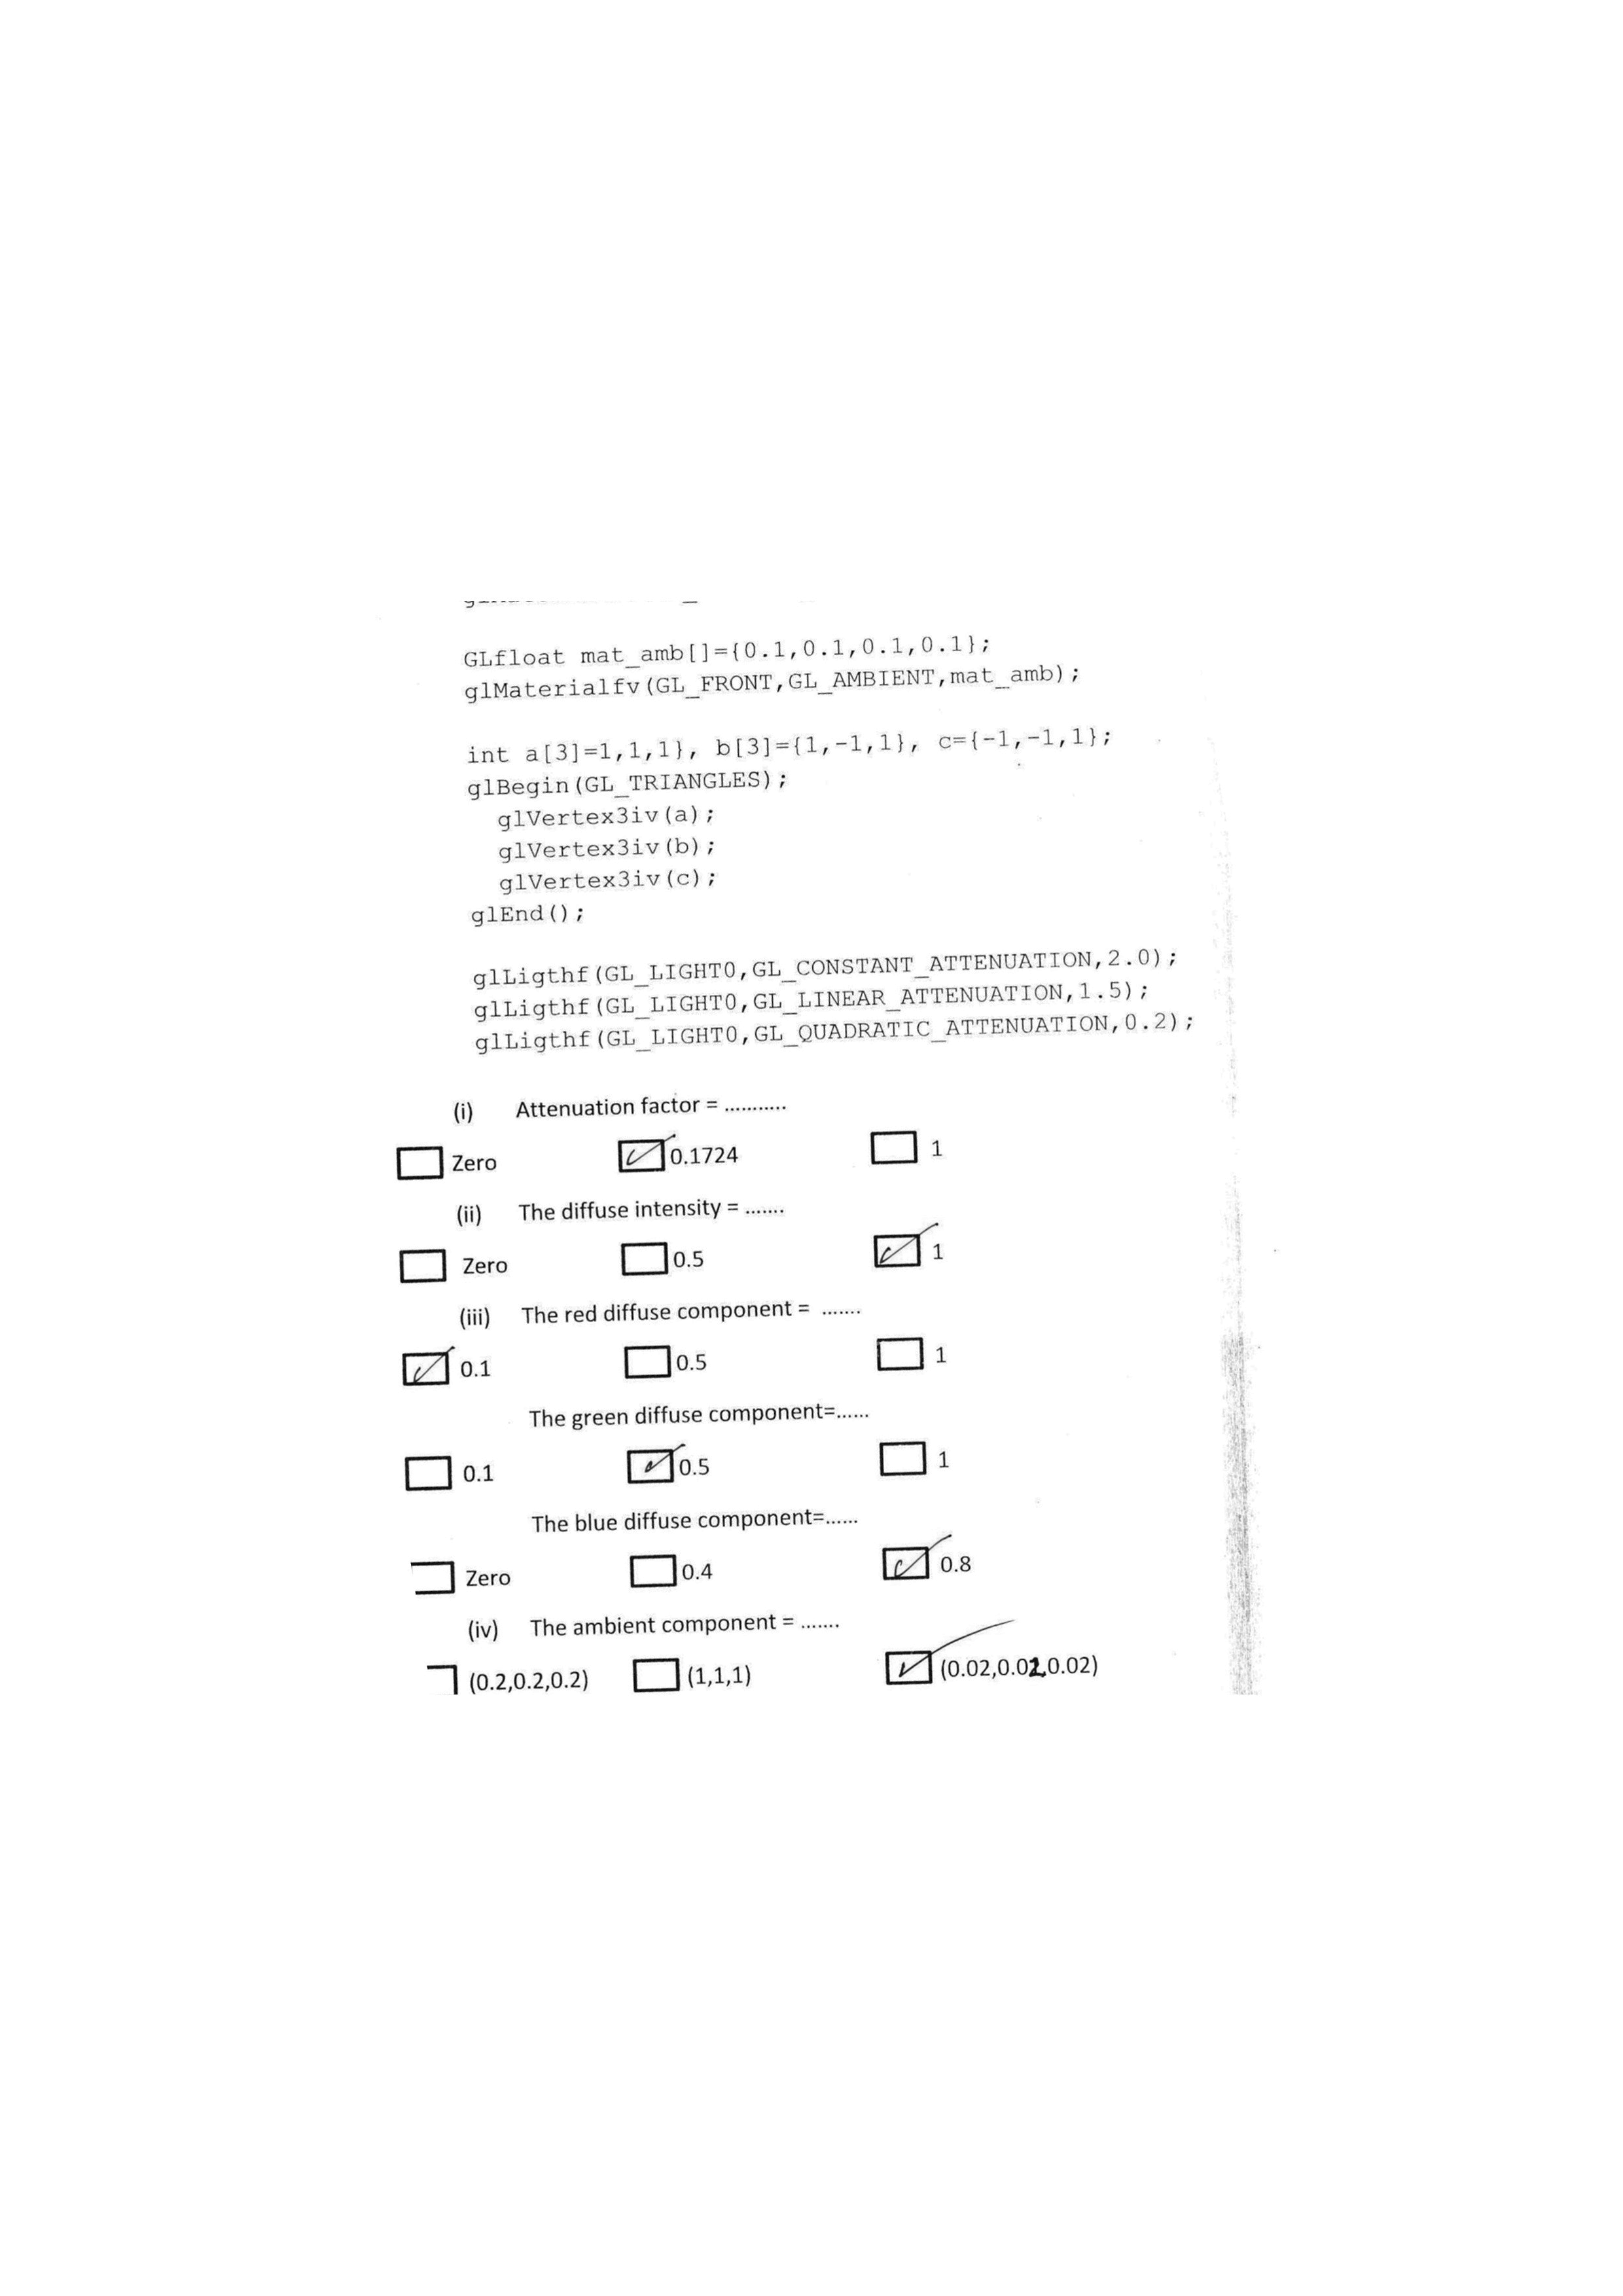 GLfloat mat_amb[]={0.1,0.1,0.1,0.1};
glMaterialfv(GL_FRONT,GL_AMBIENT,mat_amb);
int a[3]=1,1,1}, b[3]={1,-1,1}, c={-1,-1,1};
glBegin(GL_TRIANGLES);
glVertex3iv(a);
glVertex3iv(b);
glVertex3iv(c);
glEnd();
glLigthf(GL_LIGHT0,GL_CONSTANT_ATTENUATION,2.0);
glLigthf(GL_LIGHT0,GL_LINEAR_ATTENUATION,1.5);
glLigthf(GL_LIGHT0,GL_QUADRATIC_ATTENUATION,0.2);
(i) Attenuation factor = ...........
Zero 0.1724 1
(ii) The diffuse intensity = .......
Zero 0.5 1
(iii) The red diffuse component = .......
0.1 0.5 1
The green diffuse component=......
0.1 0.5 1
The blue diffuse component=......
Zero 0.4 0.8
(iv) The ambient component = .......
(0.2,0.2,0.2) (1,1,1) (0.02,0.02,0.02)